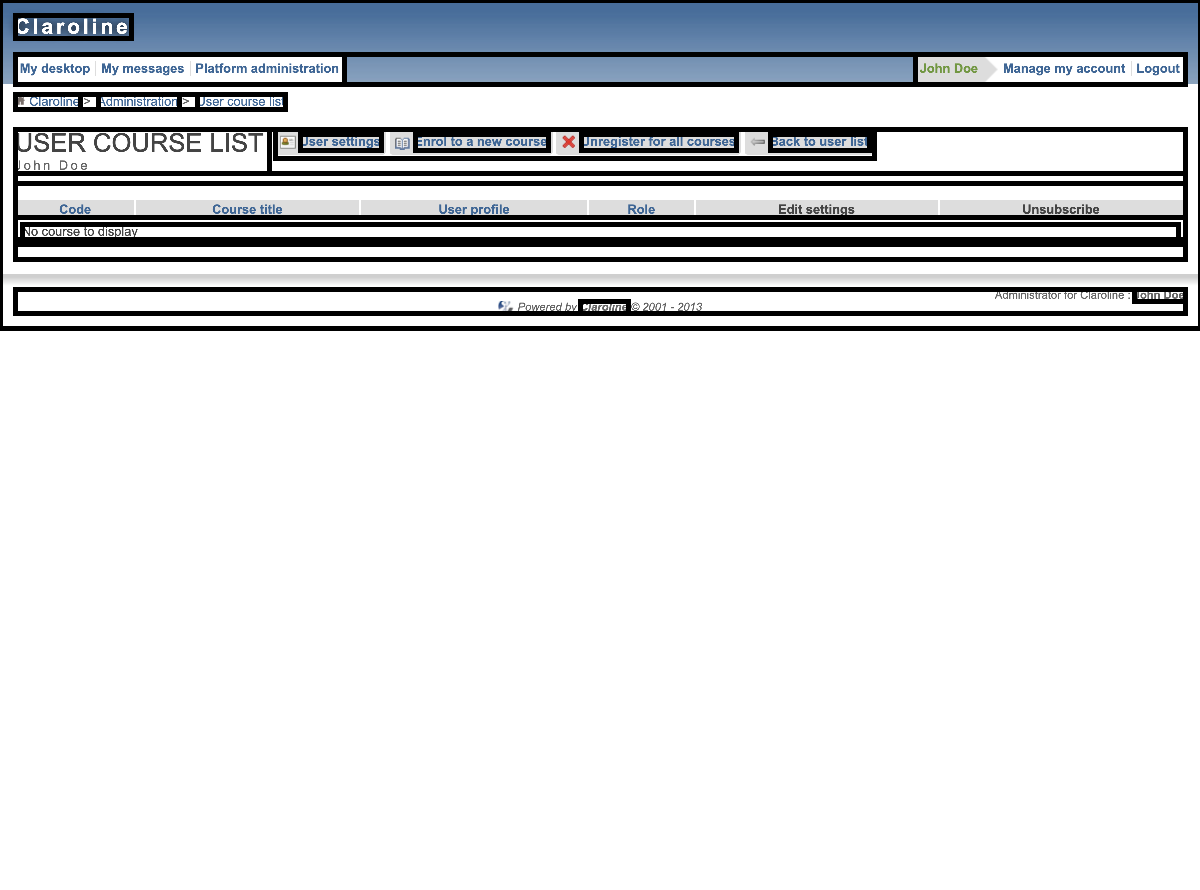 Claroline
My desktop My messages Platform administration John Doe Manage my account Logout
Claroline > Administration > User course list
USER COURSE LIST User settings Enrol to a new course Unregister for all courses Back to user list
John Doe
Code Course title User profile Role Edit settings Unsubscribe
No course to display
Administrator for Claroline : John Doe
Powered by Claroline © 2001 - 2013